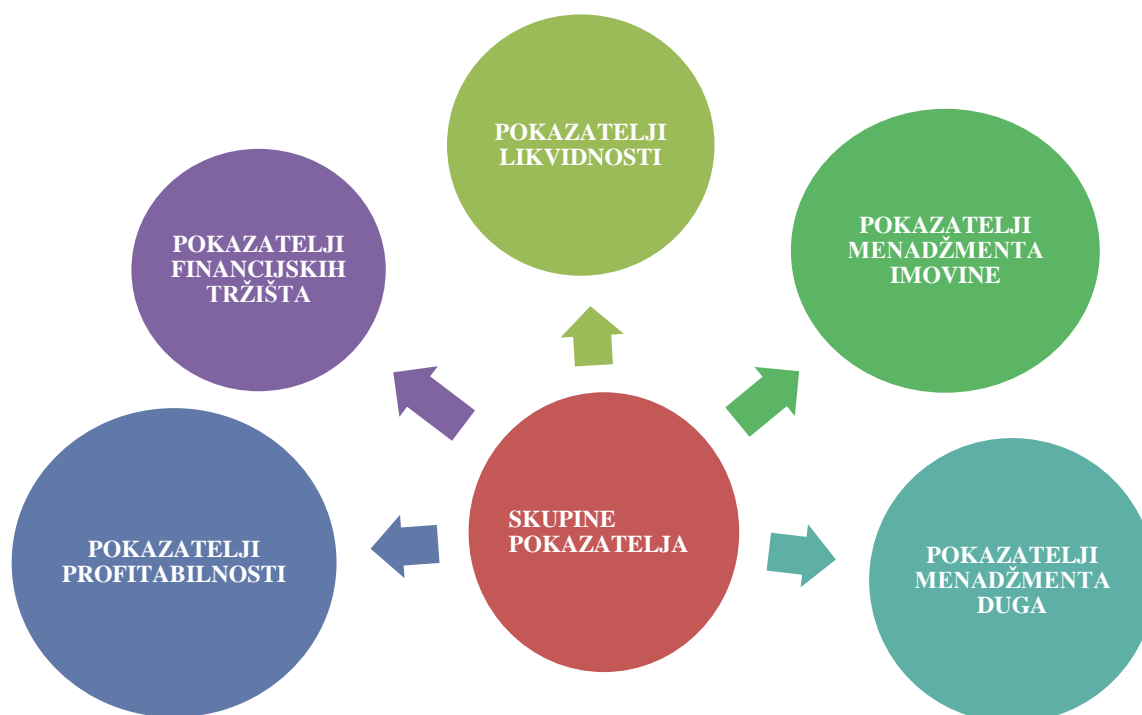 POKAZATELJI
LIKVIDNOSTI
POKAZATELJI
MENADŽMENTA
IMOVINE
POKAZATELJI
FINANCIJSKIH
TRŽIŠTA
SKUPINE
POKAZATELJA
POKAZATELJI
PROFITABILNOSTI
POKAZATELJI
MENADŽMENTA
DUGA